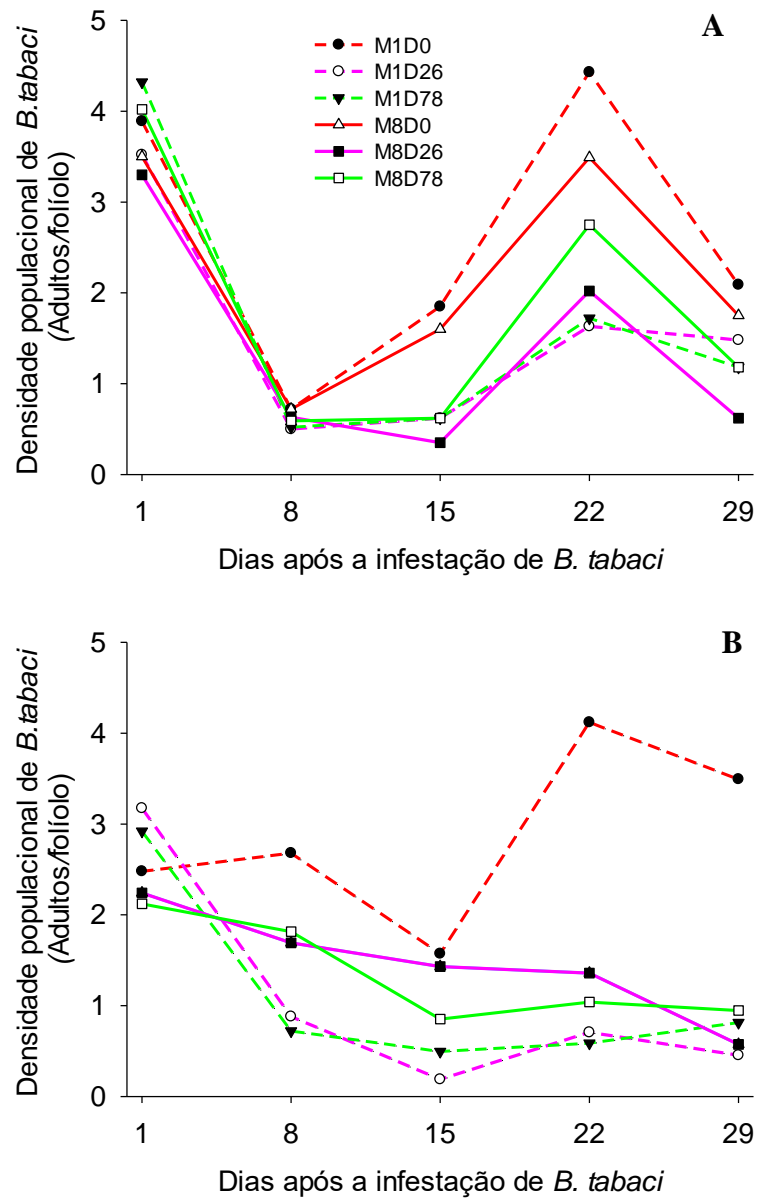 A
Densidade populacional de B.tabaci
(Adultos/folíolo)
5
4
3
2
1
0
M1D0
M1D26
M1D78
M8D0
M8D26
M8D78
1 8 15 22 29
Dias após a infestação de B. tabaci
B
Densidade populacional de B.tabaci
(Adultos/folíolo)
5
4
3
2
1
0
1 8 15 22 29
Dias após a infestação de B. tabaci